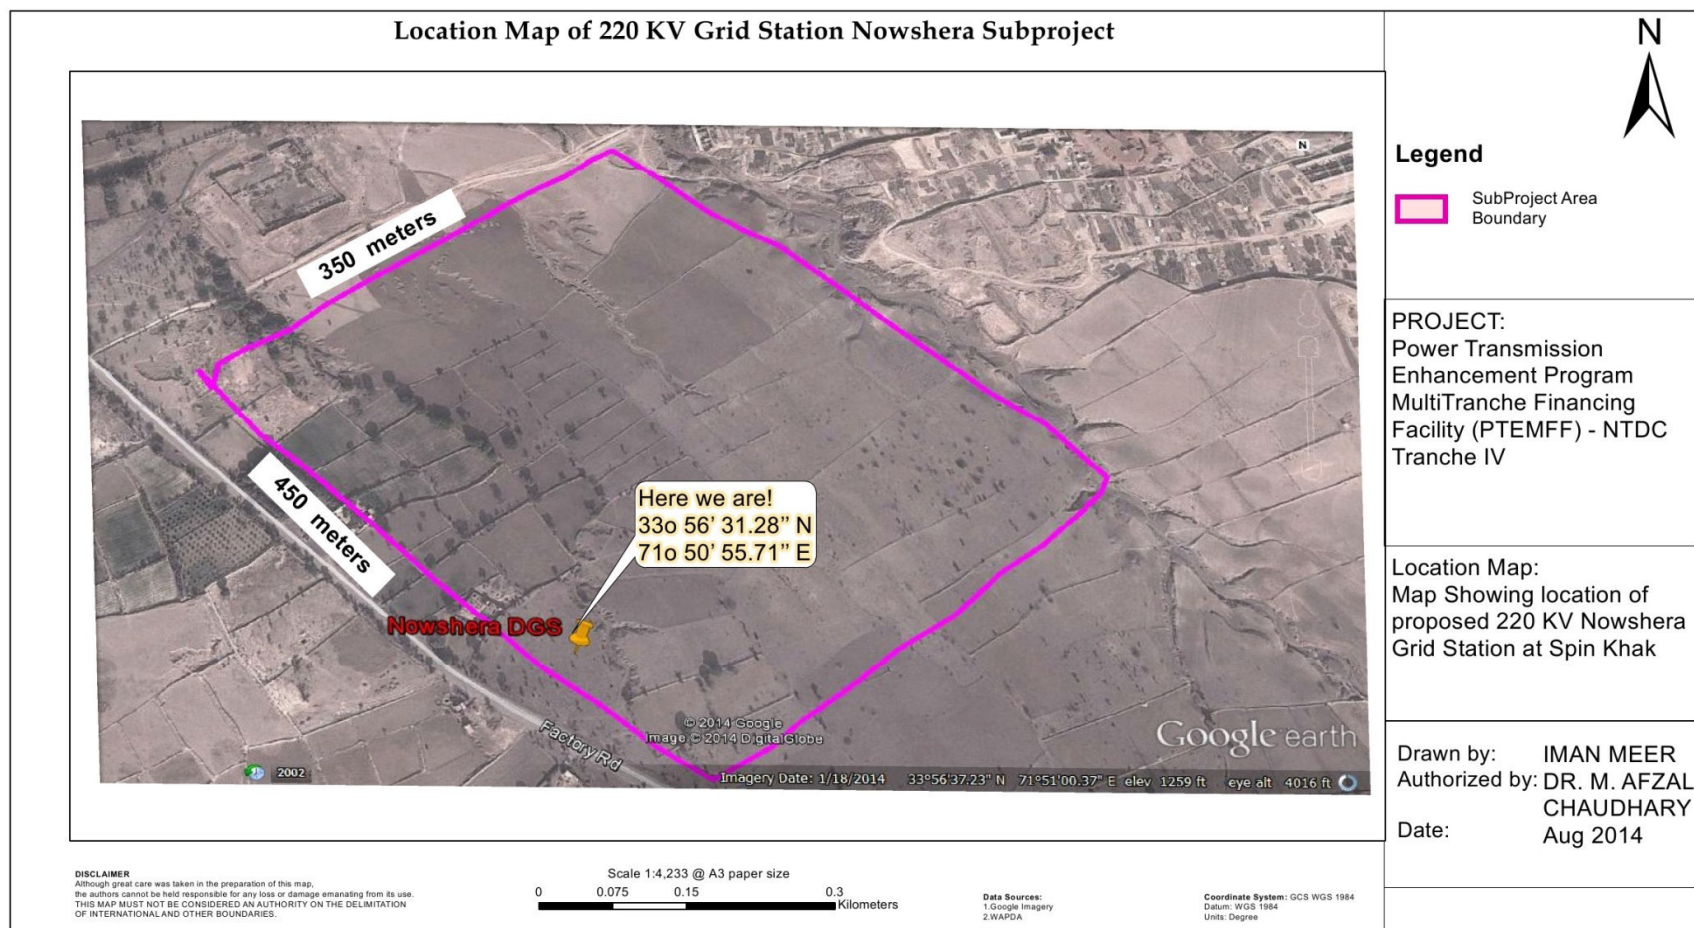 Location Map of 220 KV Grid Station Nowshera Subproject
N
N
350 meters
450 meters
Here we are!
33o 56’ 31.28” N
71o 50’ 55.71” E
Nowshera DGS
Factory Rd
© 2014 Google
Image © 2014 DigitalGlobe
Google earth
2002
Imagery Date: 1/18/2014 33°56'37.23" N 71°51'00.37" E elev 1259 ft eye alt 4016 ft
Legend
SubProject Area
Boundary
PROJECT:
Power Transmission
Enhancement Program
MultiTranche Financing
Facility (PTEMFF) - NTDC
Tranche IV
Location Map:
Map Showing location of
proposed 220 KV Nowshera
Grid Station at Spin Khak
Drawn by: IMAN MEER
Authorized by: DR. M. AFZAL
CHAUDHARY
Date: Aug 2014
DISCLAIMER
Although great care was taken in the preparation of this map,
the authors cannot be held responsible for any loss or damage emanating from its use.
THIS MAP MUST NOT BE CONSIDERED AN AUTHORITY ON THE DELIMITATION
OF INTERNATIONAL AND OTHER BOUNDARIES.
Scale 1:4,233 @ A3 paper size
0 0.075 0.15 0.3
Kilometers
Data Sources:
1.Google Imagery
2.WAPDA
Coordinate System: GCS WGS 1984
Datum: WGS 1984
Units: Degree